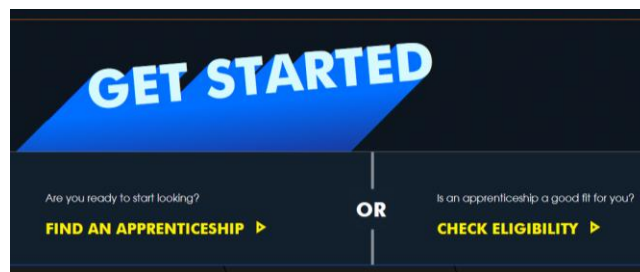 GET STARTED
Are you ready to start looking?
FIND AN APPRENTICESHIP
OR
Is an apprenticeship a good fit for you?
CHECK ELIGIBILITY